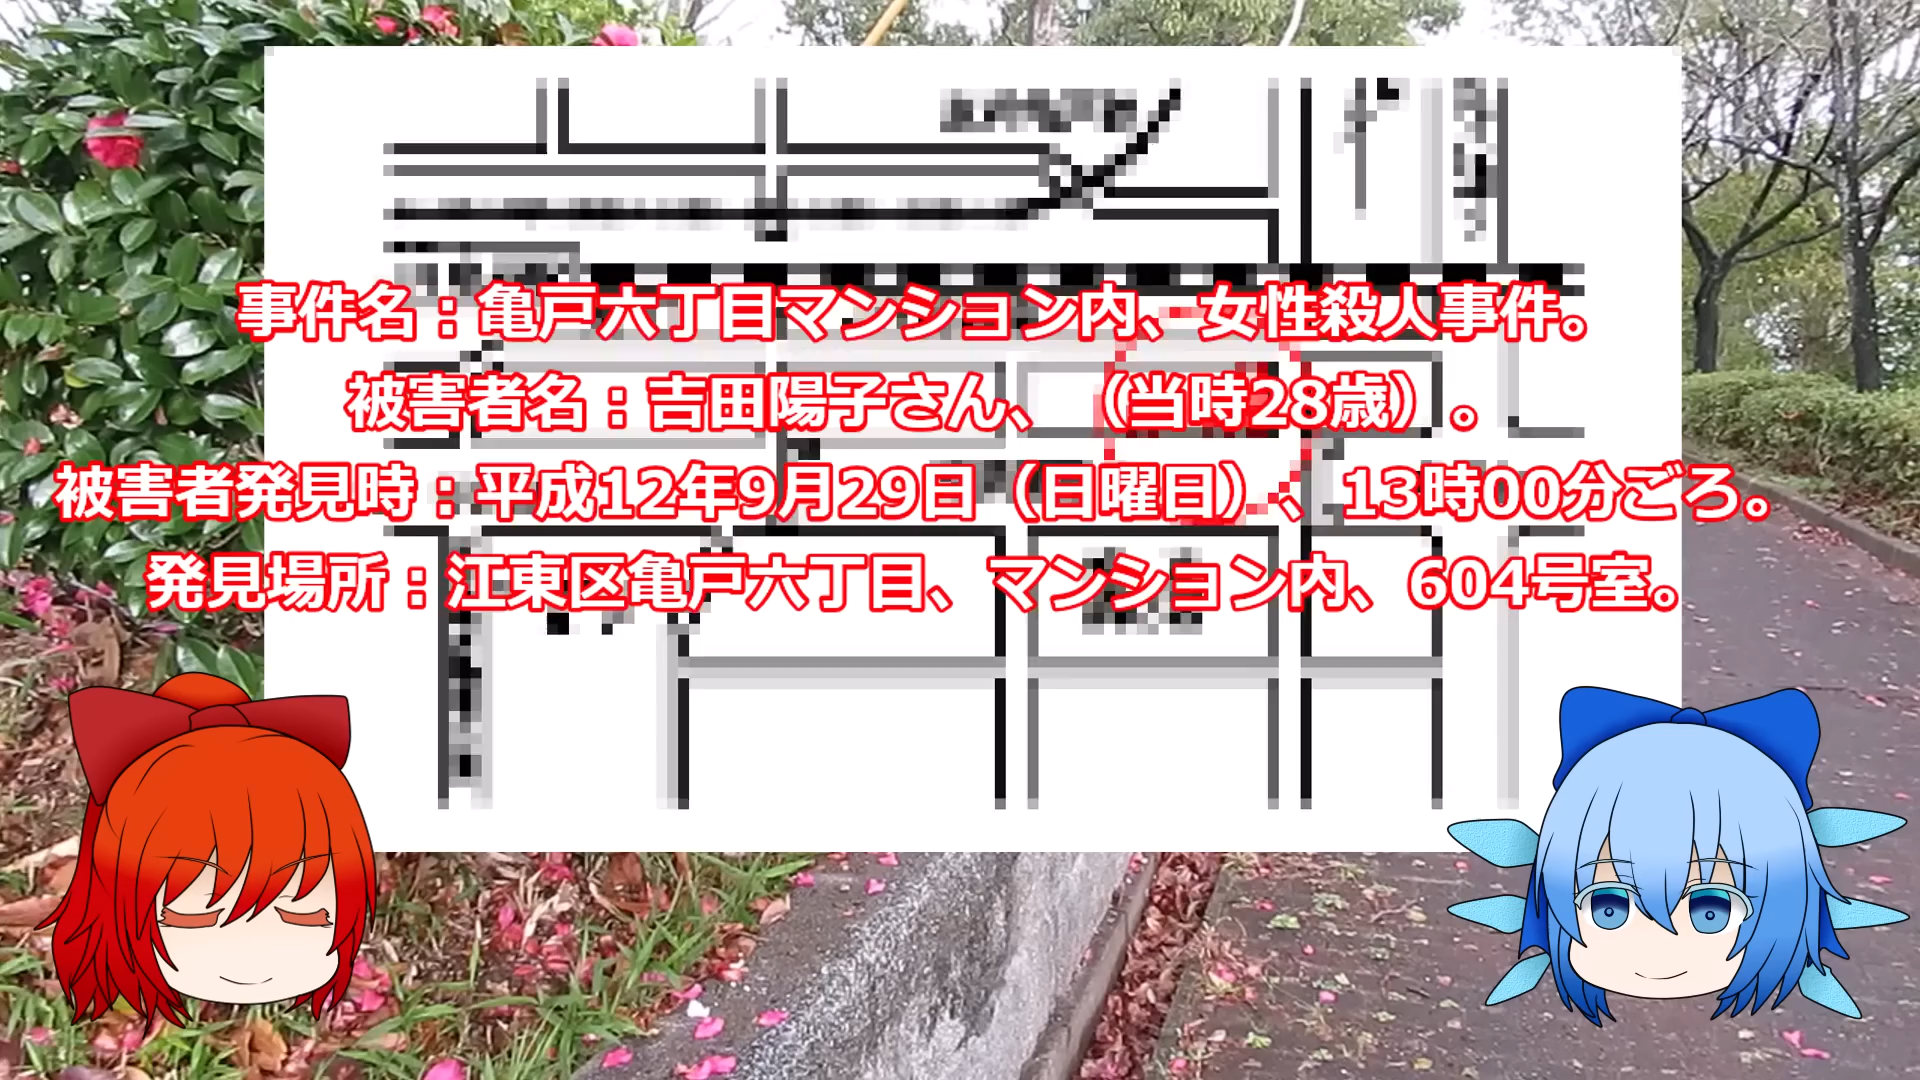 事件名：亀戸六丁目マンション内、女性殺人事件。
被害者名：吉田陽子さん、（当時28歳）。
被害者発見時：平成12年9月29日（日曜日）、13時00分ごろ。
発見場所：江東区亀戸六丁目、マンション内、604号室。